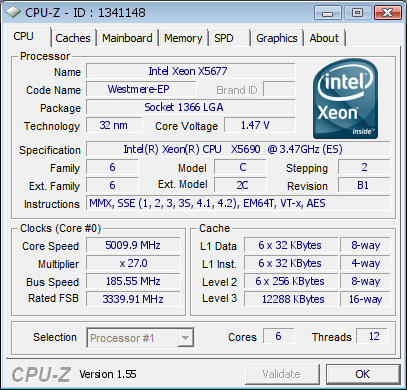 CPU-Z - ID : 1341148
CPU Caches Mainboard Memory SPD Graphics About
Processor
Name Intel Xeon X5677
Code Name Westmere-EP Brand ID
Package Socket 1366 LGA
Technology 32 nm Core Voltage 1.47 V
intel
Xeon
inside™
Specification Intel(R) Xeon(R) CPU X5690 @ 3.47GHz (ES)
Family 6 Model C Stepping 2
Ext. Family 6 Ext. Model 2C Revision B1
Instructions MMX, SSE (1, 2, 3, 3S, 4.1, 4.2), EM64T, VT-x, AES
Clocks (Core #0) Cache
Core Speed 5009.9 MHz L1 Data 6 x 32 KBytes 8-way
Multiplier x 27.0 L1 Inst. 6 x 32 KBytes 4-way
Bus Speed 185.55 MHz Level 2 6 x 256 KBytes 8-way
Rated FSB 3339.91 MHz Level 3 12288 KBytes 16-way
Selection Processor #1 Cores 6 Threads 12
CPU-Z Version 1.55 Validate OK